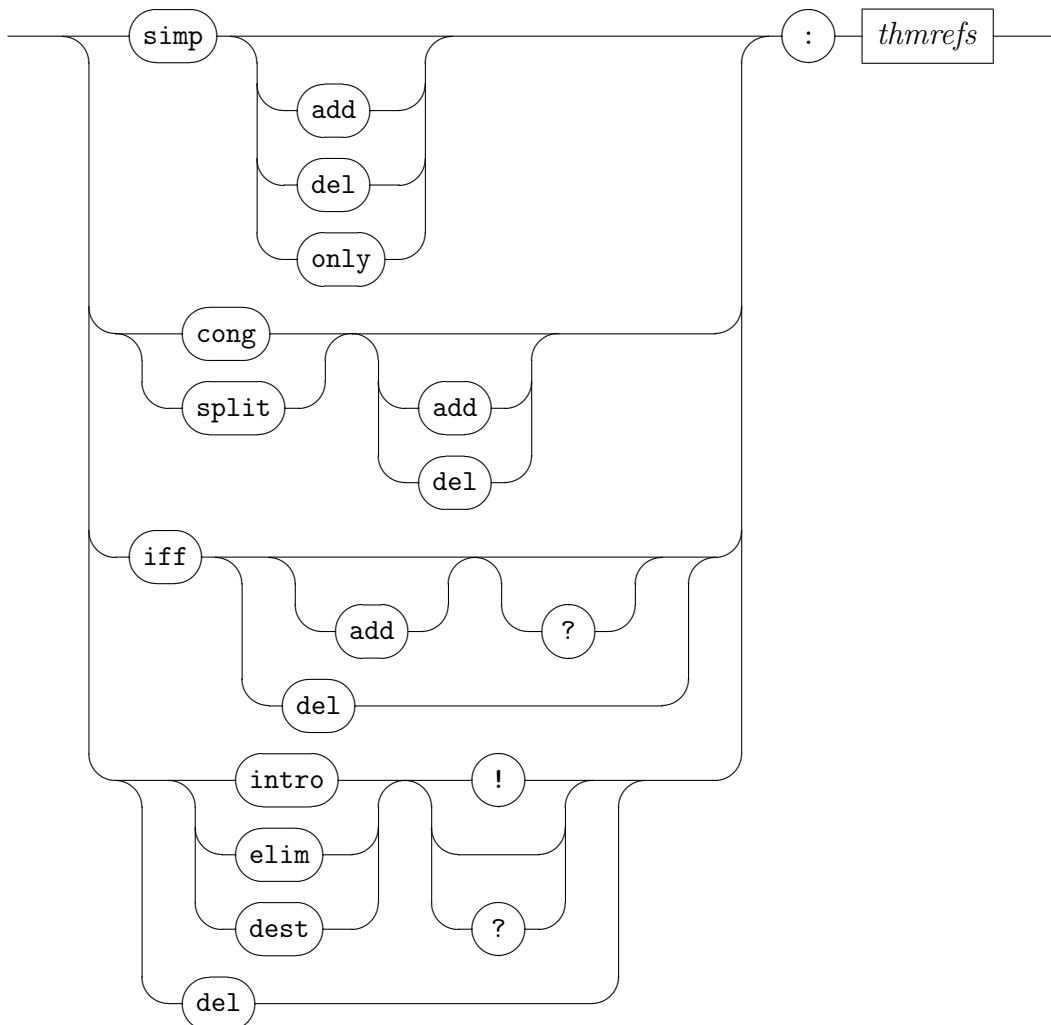 simp : thmrefs
add
del
only
cong
split add
del
iff
add ?
del
intro !
elim
dest ?
del